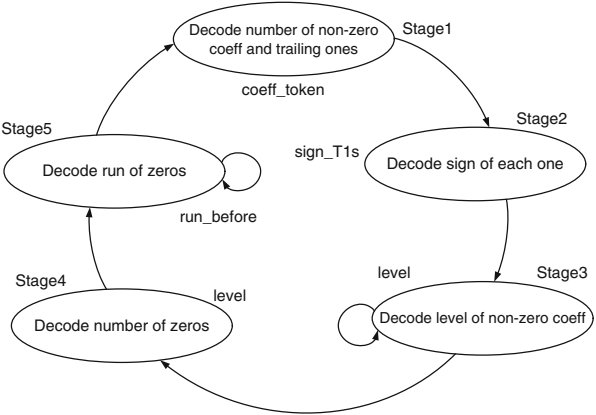 Decode number of non-zero
coeff and trailing ones
Stage1
coeff_token
Stage2
sign_T1s
Decode sign of each one
Stage5
Decode run of zeros
run_before
level
Stage3
Decode level of non-zero coeff
Stage4
level
Decode number of zeros